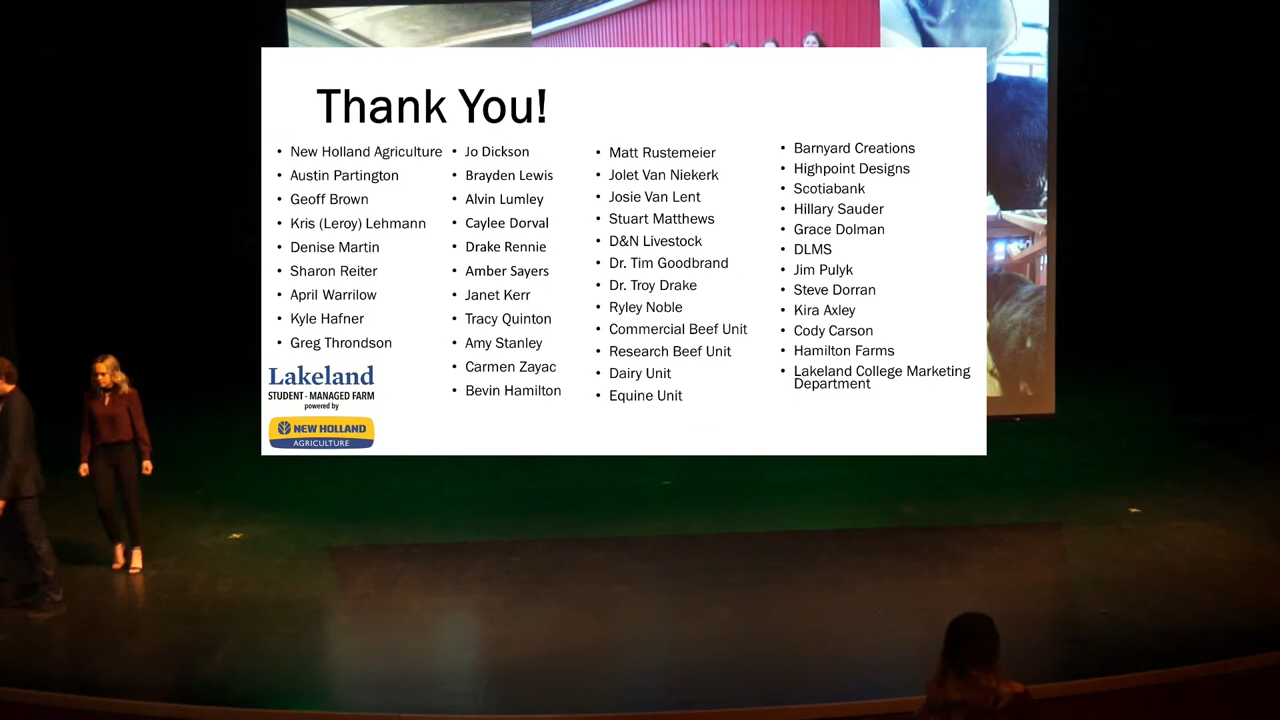 Thank You!
New Holland Agriculture
Austin Partington
Geoff Brown
Kris (Leroy) Lehmann
Denise Martin
Sharon Reiter
April Warrilow
Kyle Hafner
Greg Throndson
Jo Dickson
Brayden Lewis
Alvin Lumley
Caylee Dorval
Drake Rennie
Amber Sayers
Janet Kerr
Tracy Quinton
Amy Stanley
Carmen Zayac
Bevin Hamilton
Matt Rustemeier
Jolet Van Niekerk
Josie Van Lent
Stuart Matthews
D&N Livestock
Dr. Tim Goodbrand
Dr. Troy Drake
Ryley Noble
Commercial Beef Unit
Research Beef Unit
Dairy Unit
Equine Unit
Barnyard Creations
Highpoint Designs
Scotiabank
Hillary Sauder
Grace Dolman
DLMS
Jim Pulyk
Steve Dorran
Kira Axley
Cody Carson
Hamilton Farms
Lakeland College Marketing
Department
Lakeland
STUDENT-MANAGED FARM
powered by
NEW HOLLAND
AGRICULTURE